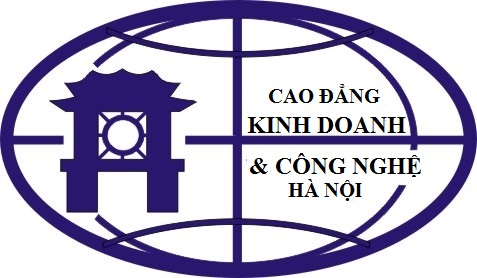 CAO ĐẲNG
KINH DOANH
& CÔNG NGHỆ
HÀ NỘI